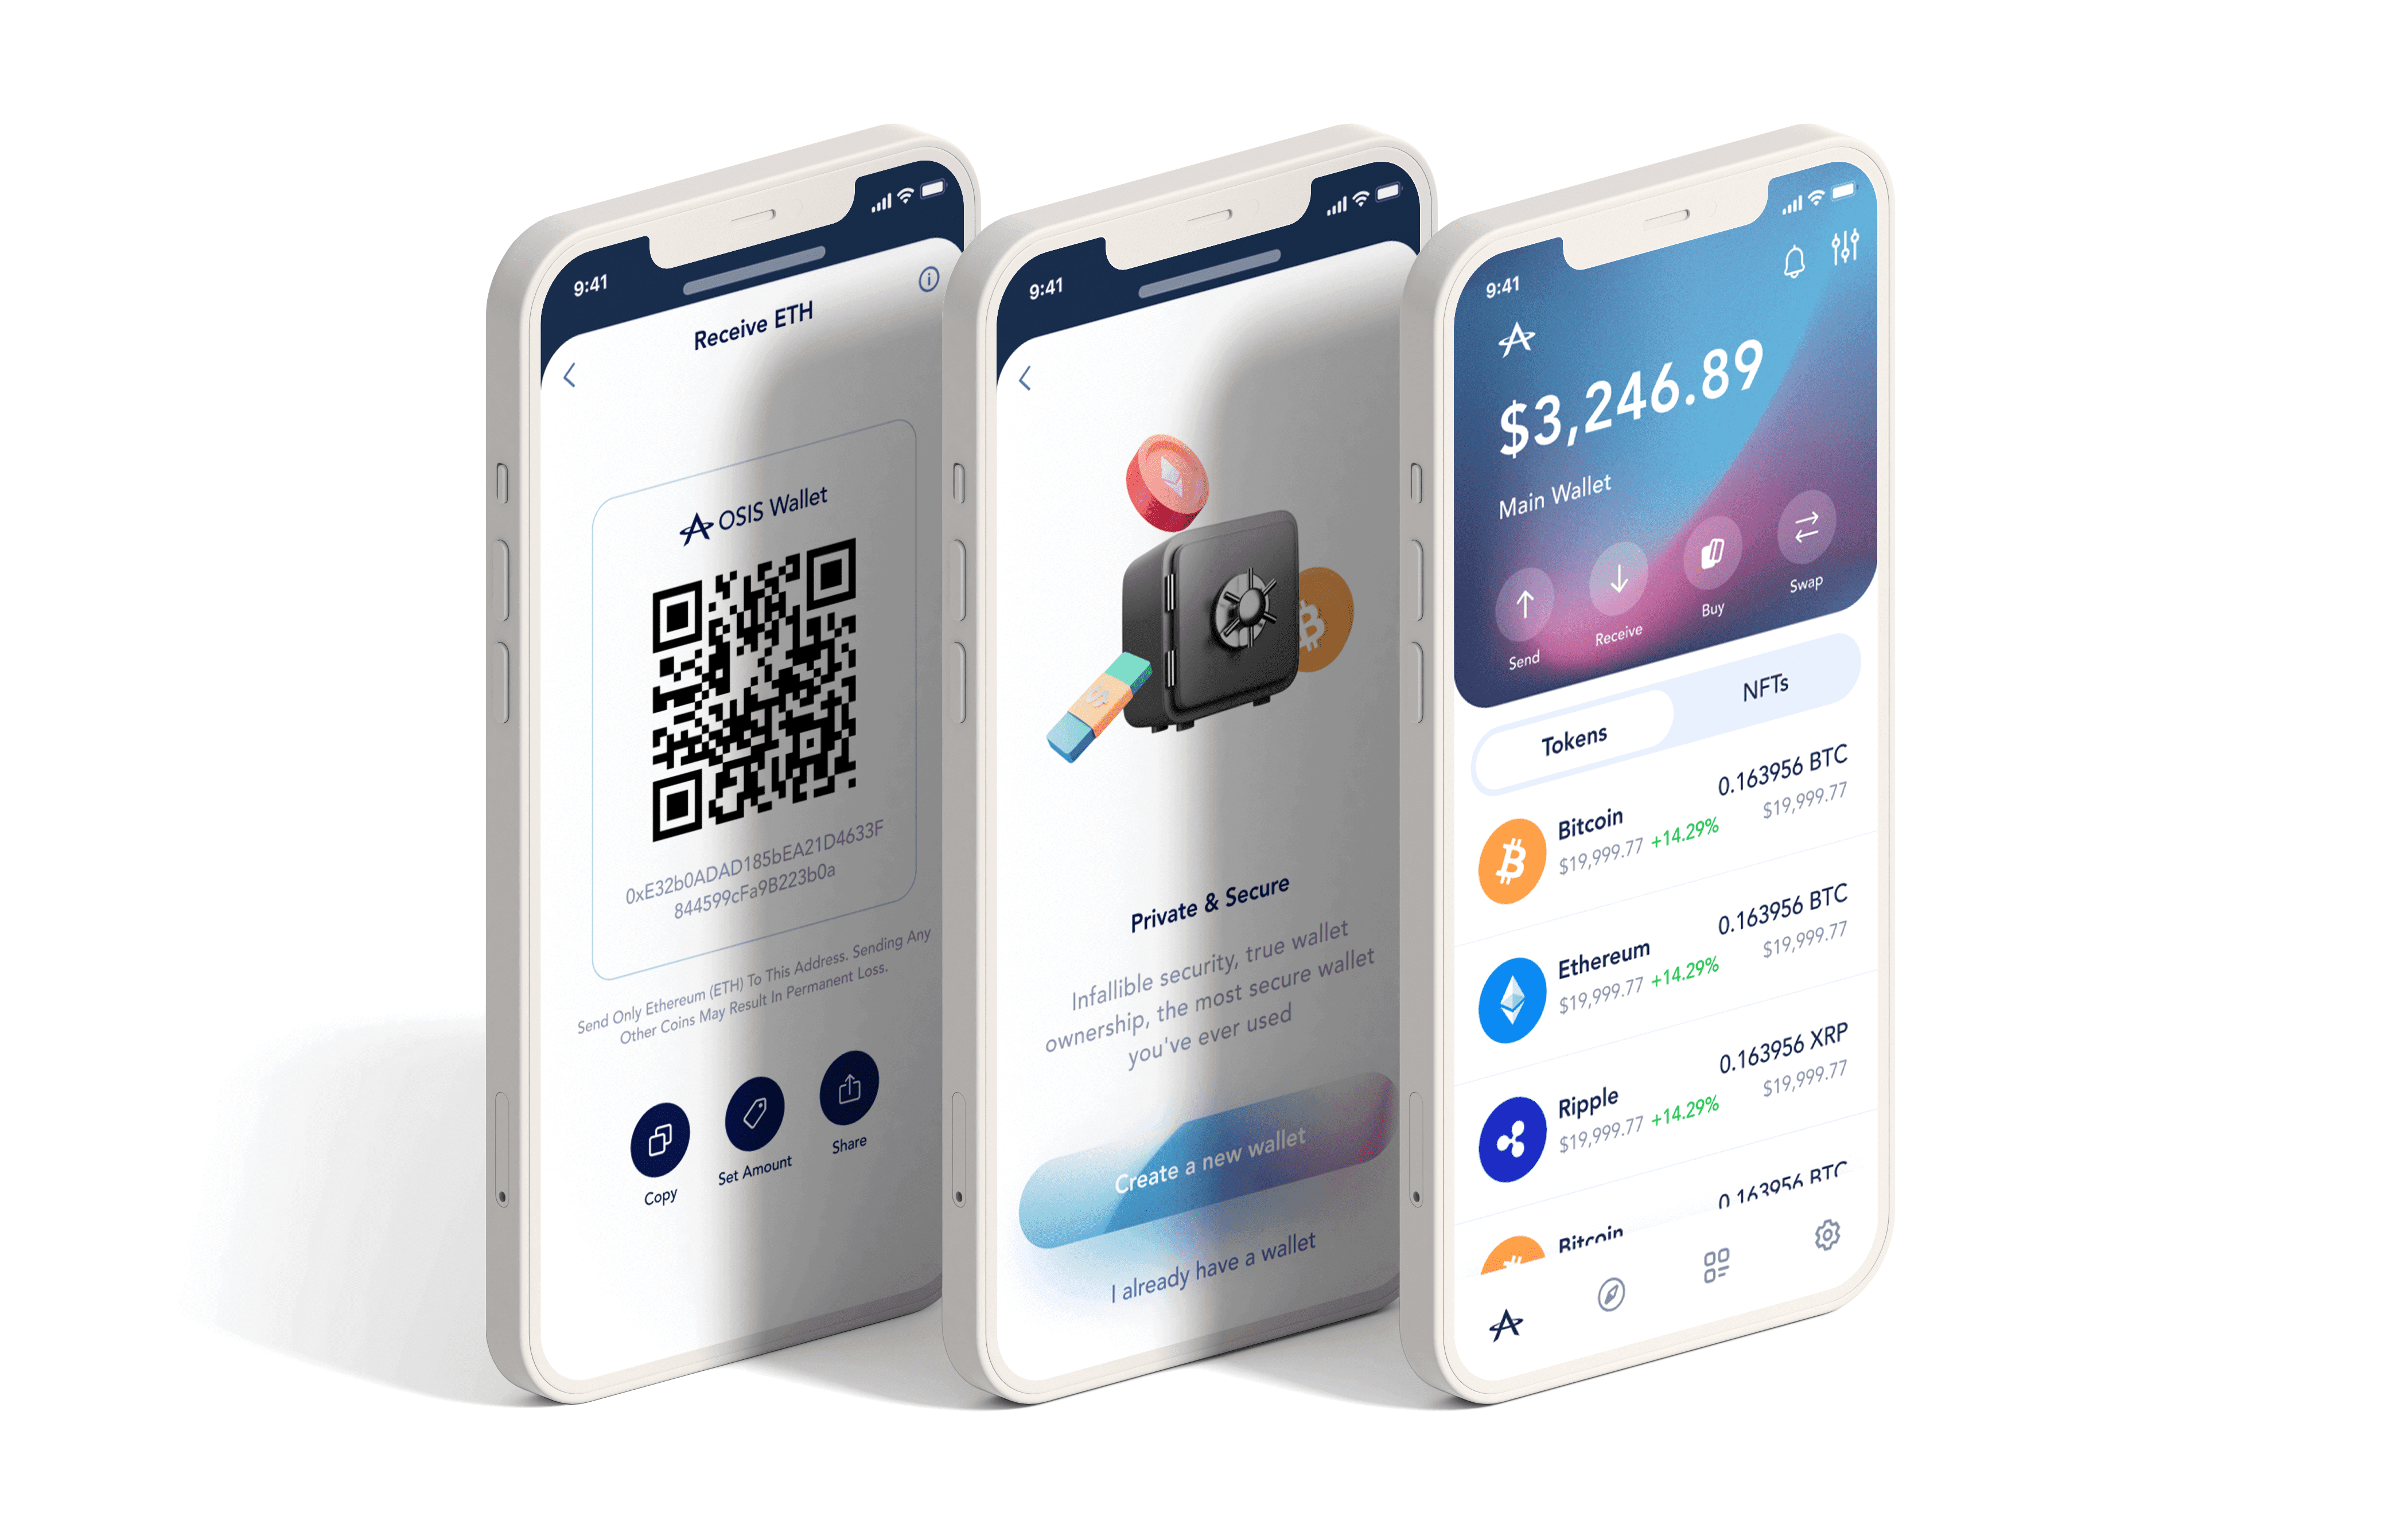 9:41
Receive ETH
OSIS Wallet
0xE32b0ADAD185bEA21D4633F
844599cFa9B223b0a
Send Only Ethereum (ETH) To This Address. Sending Any
Other Coins May Result In Permanent Loss.
Copy
Set Amount
Share
9:41
Private & Secure
Infallible security, true wallet
ownership, the most secure wallet
you've ever used
Create a new wallet
I already have a wallet
9:41
$3,246.89
Main Wallet
Send
Receive
Buy
Swap
Tokens
NFTs
Bitcoin
0.163956 BTC
$19,999.77 +14.29%
$19,999.77
Ethereum
0.163956 BTC
$19,999.77 +14.29%
$19,999.77
Ripple
0.163956 XRP
$19,999.77 +14.29%
$19,999.77
Bitcoin
0.163956 BTC